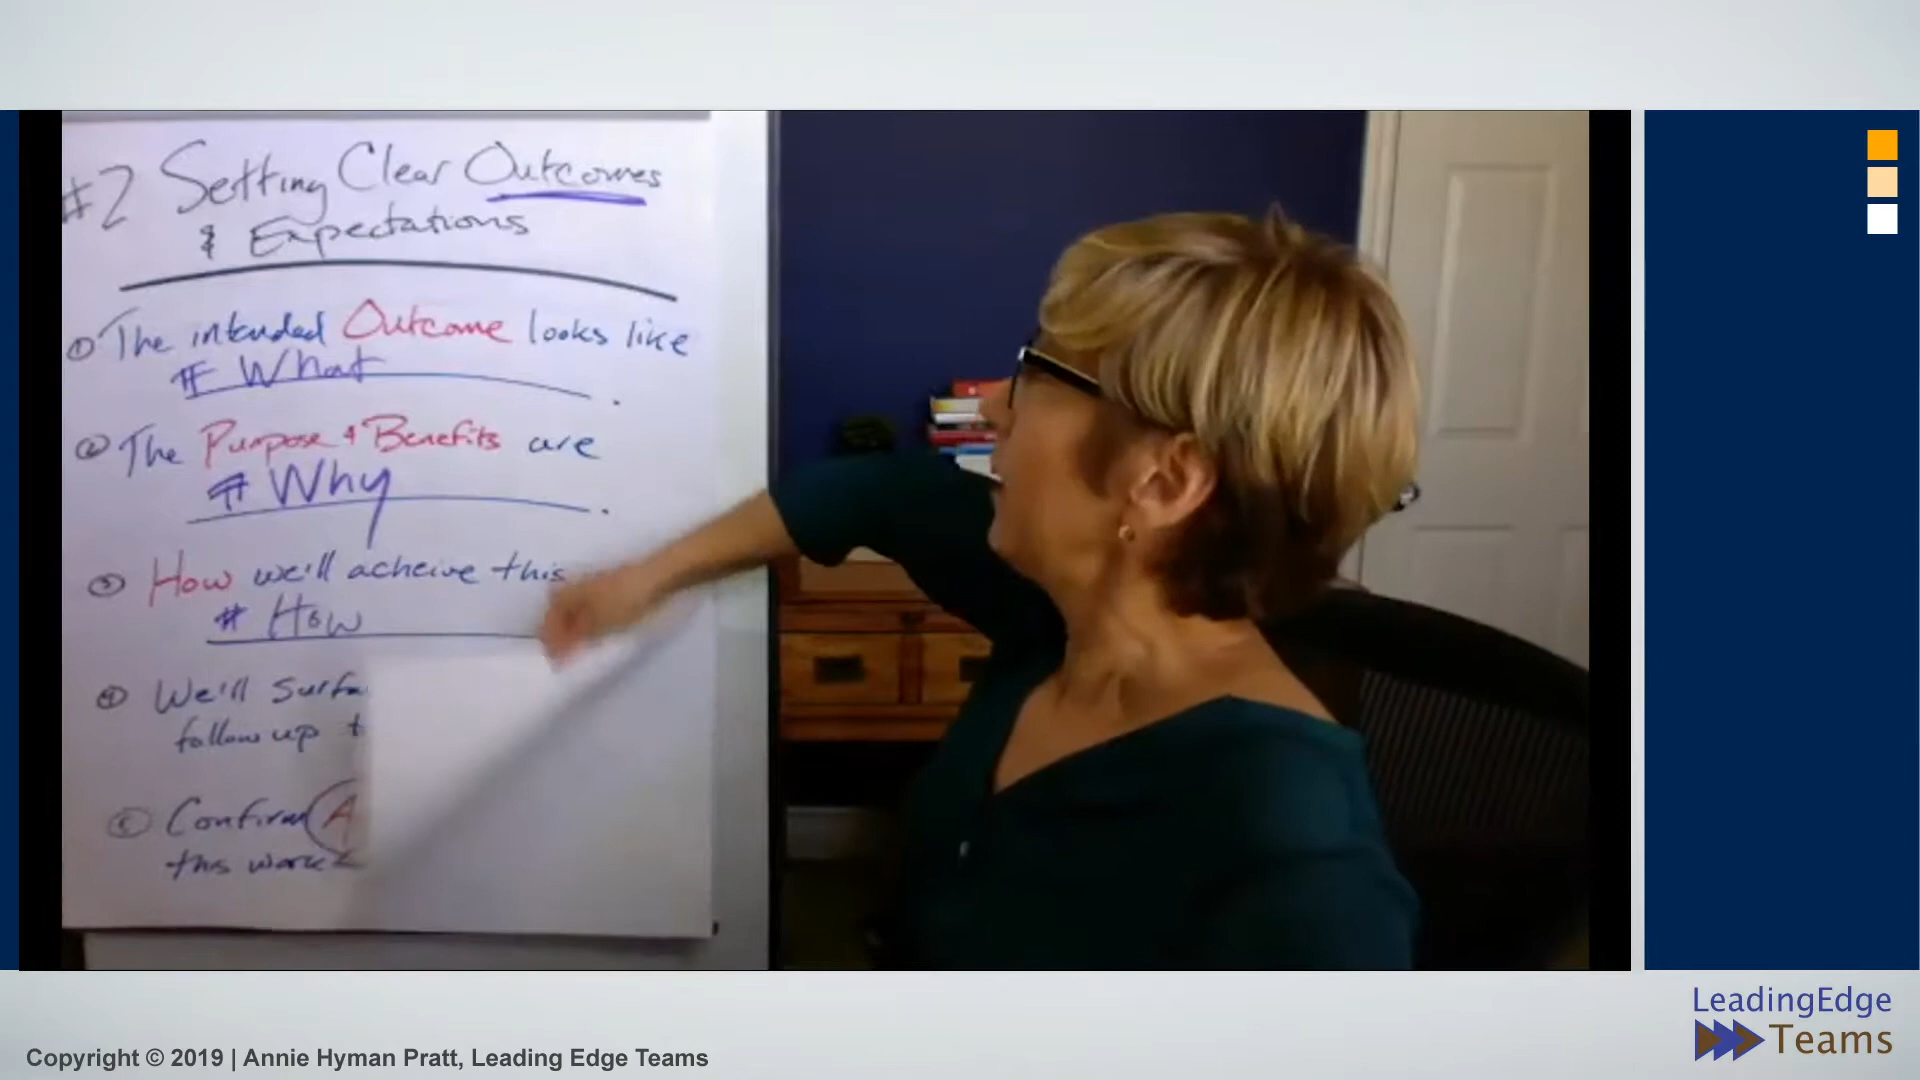 #2 Setting Clear Outcomes
& Expectations
① The intended Outcome looks like
# What .
② The Purpose & Benefits are
# Why .
③ How we'll acheive this
# How
④ We'll
follow up
⑤ Confirm
this work
LeadingEdge
Teams
Copyright © 2019 | Annie Hyman Pratt, Leading Edge Teams